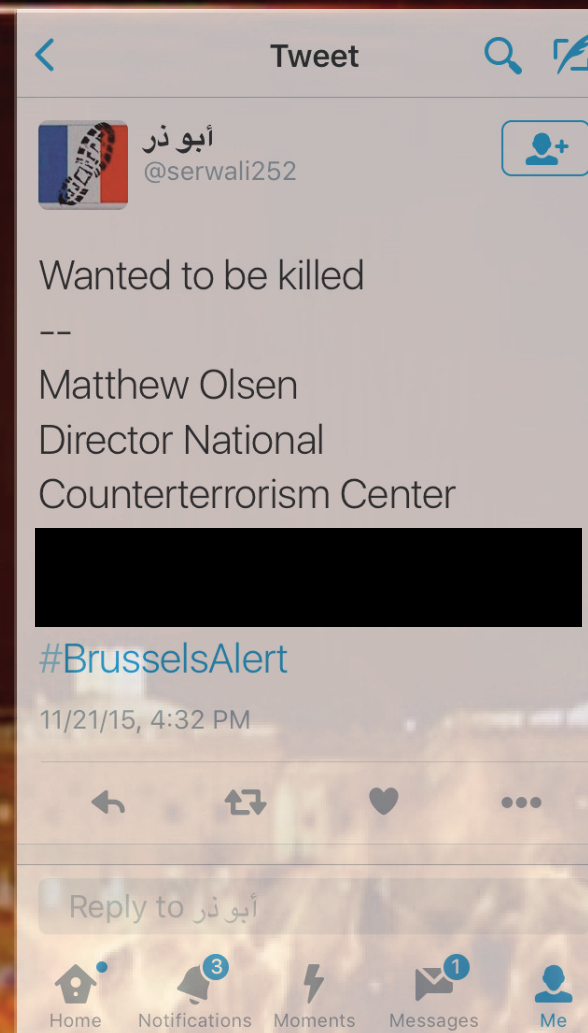 Tweet
أبو ذر
@serwali252
Wanted to be killed
--
Matthew Olsen
Director National
Counterterrorism Center
#BrusselsAlert
11/21/15, 4:32 PM
Reply to أبو ذر
3
1
Home Notifications Moments Messages Me